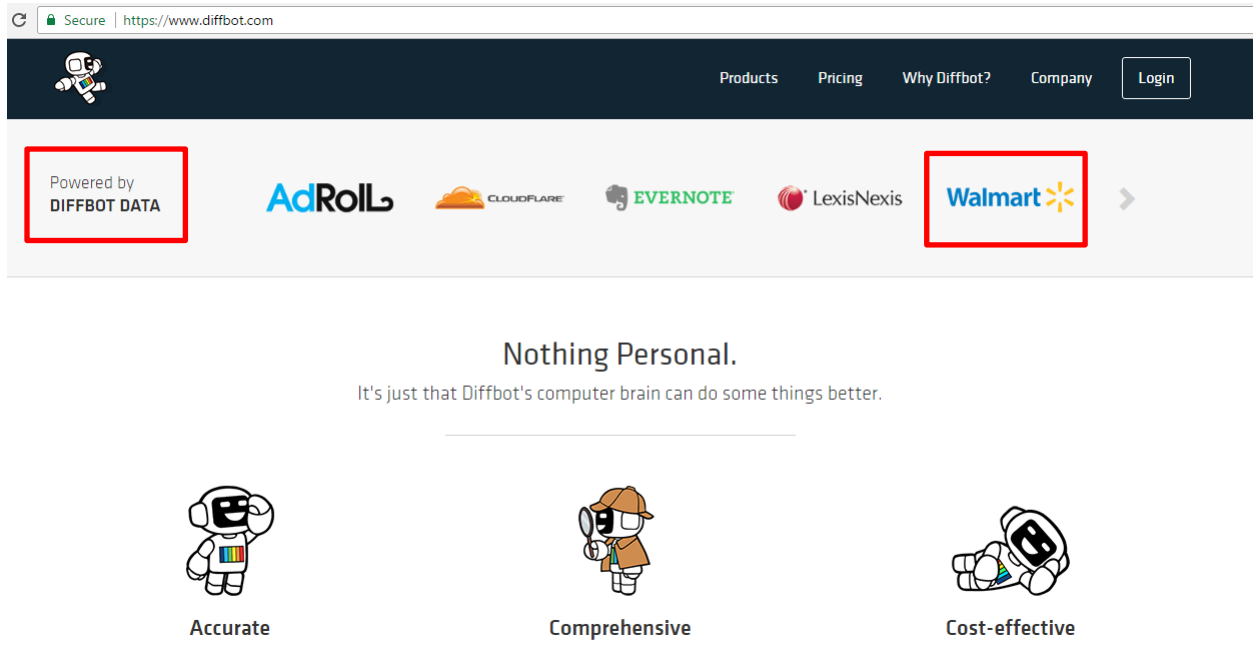 Secure | https://www.diffbot.com
Products Pricing Why Diffbot? Company Login
Powered by
DIFFBOT DATA
AdRoll CLOUDFLARE EVERNOTE LexisNexis Walmart
Nothing Personal.
It's just that Diffbot's computer brain can do some things better.
Accurate Comprehensive Cost-effective